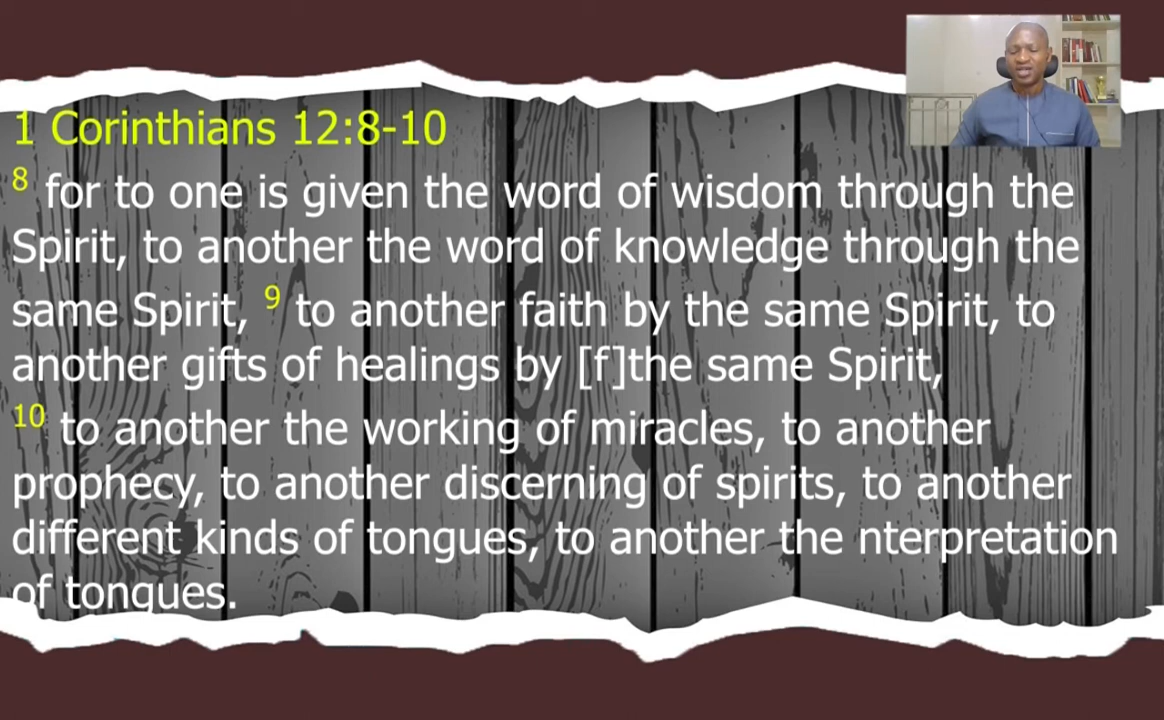 1 Corinthians 12:8-10
8 for to one is given the word of wisdom through the
Spirit, to another the word of knowledge through the
same Spirit, 9 to another faith by the same Spirit, to
another gifts of healings by [f]the same Spirit,
10 to another the working of miracles, to another
prophecy, to another discerning of spirits, to another
different kinds of tongues, to another the nterpretation
of tongues.